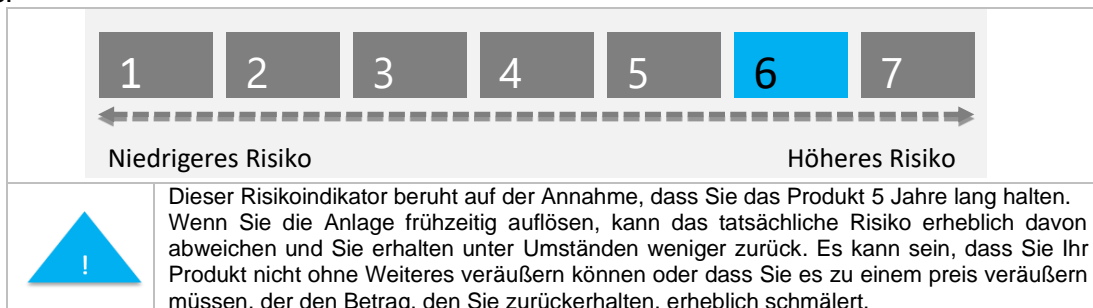 1 2 3 4 5 6 7
Niedrigeres Risiko Höheres Risiko
Dieser Risikoindikator beruht auf der Annahme, dass Sie das Produkt 5 Jahre lang halten.
Wenn Sie die Anlage frühzeitig auflösen, kann das tatsächliche Risiko erheblich davon
abweichen und Sie erhalten unter Umständen weniger zurück. Es kann sein, dass Sie Ihr
! Produkt nicht ohne Weiteres veräußern können oder dass Sie es zu einem preis veräußern
müssen, der den Betrag, den Sie zurückerhalten, erheblich schmälert.